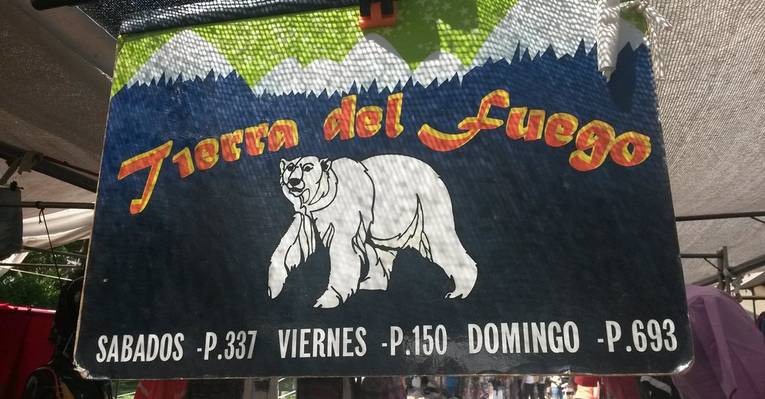 Tierra del Fuego
SABADOS -P.337 VIERNES -P.150 DOMINGO -P.693